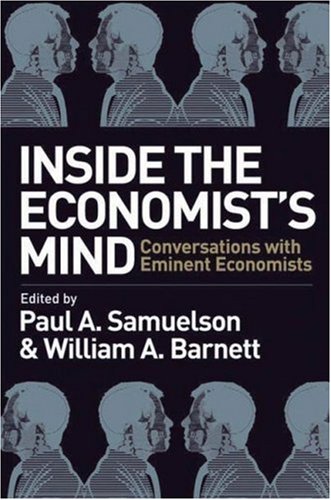 INSIDE THE
ECONOMIST'S
MIND
Conversations with
Eminent Economists
Edited by
Paul A. Samuelson
& William A. Barnett